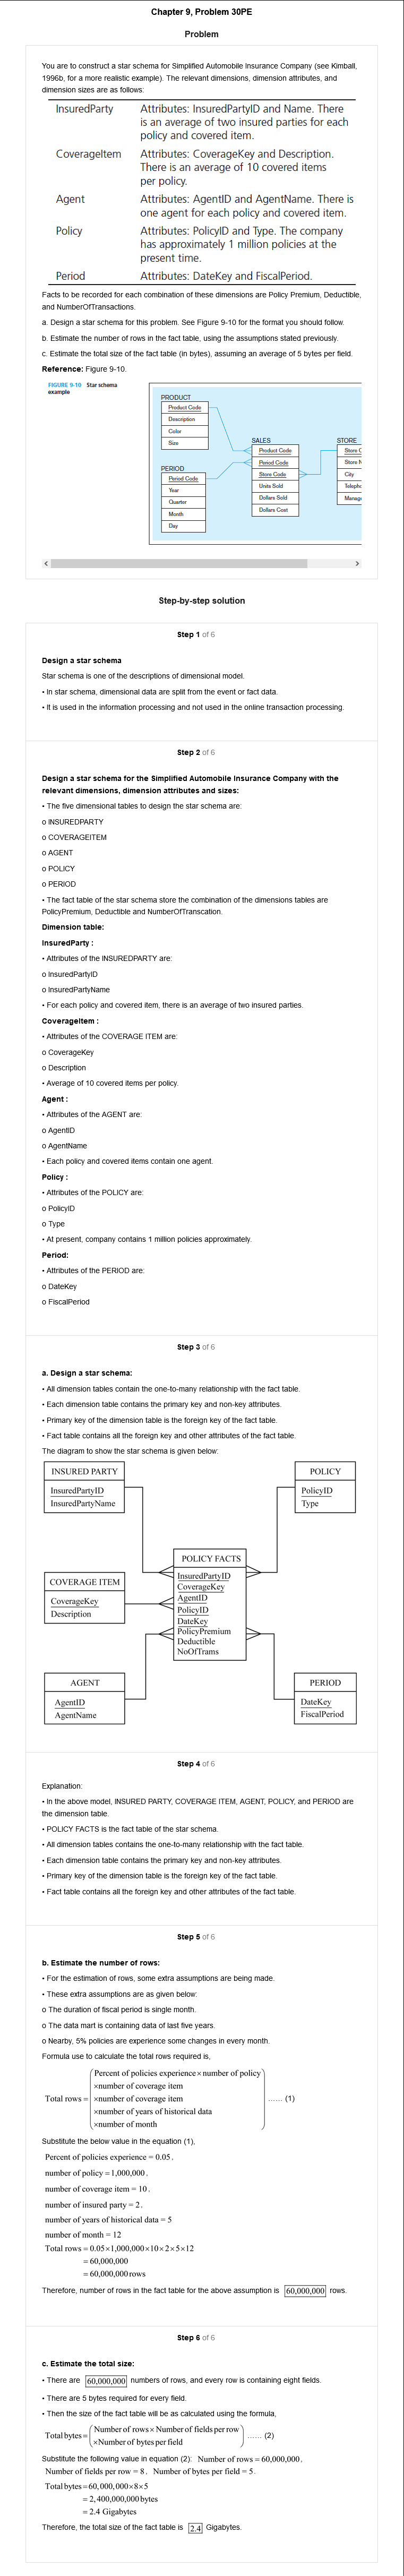 Chapter 9, Problem 30PE
Problem
You are to construct a star schema for Simplified Automobile Insurance Company (see Kimball,
1996b, for a more realistic example). The relevant dimensions, dimension attributes, and
dimension sizes are as follows:
InsuredParty Attributes: InsuredPartyID and Name. There
is an average of two insured parties for each
policy and covered item.
CoverageItem Attributes: CoverageKey and Description.
There is an average of 10 covered items
per policy.
Agent Attributes: AgentID and AgentName. There is
one agent for each policy and covered item.
Policy Attributes: PolicyID and Type. The company
has approximately 1 million policies at the
present time.
Period Attributes: DateKey and FiscalPeriod.
Facts to be recorded for each combination of these dimensions are Policy Premium, Deductible,
and NumberOfTransactions.
a. Design a star schema for this problem. See Figure 9-10 for the format you should follow.
b. Estimate the number of rows in the fact table, using the assumptions stated previously.
c. Estimate the total size of the fact table (in bytes), assuming an average of 5 bytes per field.
Reference: Figure 9-10.
FIGURE 9-10 Star schema
example
PRODUCT
Product Code
Description
Color
Size
PERIOD
Period Code
Year
Quarter
Month
Day
SALES
Product Code
Period Code
Store Code
Units Sold
Dollars Sold
Dollars Cost
STORE
Store C
Store N
City
Telepho
Manage
Step-by-step solution
Step 1 of 6
Design a star schema
Star schema is one of the descriptions of dimensional model.
• In star schema, dimensional data are split from the event or fact data.
• It is used in the information processing and not used in the online transaction processing.
Step 2 of 6
Design a star schema for the Simplified Automobile Insurance Company with the
relevant dimensions, dimension attributes and sizes:
• The five dimensional tables to design the star schema are:
o INSUREDPARTY
o COVERAGEITEM
o AGENT
o POLICY
o PERIOD
• The fact table of the star schema store the combination of the dimensions tables are
PolicyPremium, Deductible and NumberOfTranscation.
Dimension table:
InsuredParty :
• Attributes of the INSUREDPARTY are:
o InsuredPartyID
o InsuredPartyName
• For each policy and covered item, there is an average of two insured parties.
CoverageItem :
• Attributes of the COVERAGE ITEM are:
o CoverageKey
o Description
• Average of 10 covered items per policy.
Agent :
• Attributes of the AGENT are:
o AgentID
o AgentName
• Each policy and covered items contain one agent.
Policy :
• Attributes of the POLICY are:
o PolicyID
o Type
• At present, company contains 1 million policies approximately.
Period:
• Attributes of the PERIOD are:
o DateKey
o FiscalPeriod
Step 3 of 6
a. Design a star schema:
• All dimension tables contain the one-to-many relationship with the fact table.
• Each dimension table contains the primary key and non-key attributes.
• Primary key of the dimension table is the foreign key of the fact table.
• Fact table contains all the foreign key and other attributes of the fact table.
The diagram to show the star schema is given below:
INSURED PARTY
InsuredPartyID
InsuredPartyName
POLICY
PolicyID
Type
POLICY FACTS
InsuredPartyID
CoverageKey
AgentID
PolicyID
DateKey
PolicyPremium
Deductible
NoOfTrams
COVERAGE ITEM
CoverageKey
Description
AGENT
AgentID
AgentName
PERIOD
DateKey
FiscalPeriod
Step 4 of 6
Explanation:
• In the above model, INSURED PARTY, COVERAGE ITEM, AGENT, POLICY, and PERIOD are
the dimension table.
• POLICY FACTS is the fact table of the star schema.
• All dimension tables contains the one-to-many relationship with the fact table.
• Each dimension table contains the primary key and non-key attributes.
• Primary key of the dimension table is the foreign key of the fact table.
• Fact table contains all the foreign key and other attributes of the fact table.
Step 5 of 6
b. Estimate the number of rows:
• For the estimation of rows, some extra assumptions are being made.
• These extra assumptions are as given below:
o The duration of fiscal period is single month.
o The data mart is containing data of last five years.
o Nearby, 5% policies are experience some changes in every month.
Formula use to calculate the total rows required is,
Percent of policies experience × number of policy
×number of coverage item
Total rows = ×number of coverage item ...... (1)
×number of years of historical data
×number of month
Substitute the below value in the equation (1),
Percent of policies experience = 0.05.
number of policy = 1,000,000.
number of coverage item = 10.
number of insured party = 2.
number of years of historical data = 5
number of month = 12
Total rows = 0.05×1,000,000×10×2×5×12
= 60,000,000
= 60,000,000 rows
Therefore, number of rows in the fact table for the above assumption is 60,000,000 rows.
Step 6 of 6
c. Estimate the total size:
• There are 60,000,000 numbers of rows, and every row is containing eight fields.
• There are 5 bytes required for every field.
• Then the size of the fact table will be as calculated using the formula,
Total bytes = (Number of rows × Number of fields per row
×Number of bytes per field) ...... (2)
Substitute the following value in equation (2): Number of rows = 60,000,000,
Number of fields per row = 8, Number of bytes per field = 5.
Total bytes = 60,000,000×8×5
= 2,400,000,000 bytes
= 2.4 Gigabytes
Therefore, the total size of the fact table is 2.4 Gigabytes.